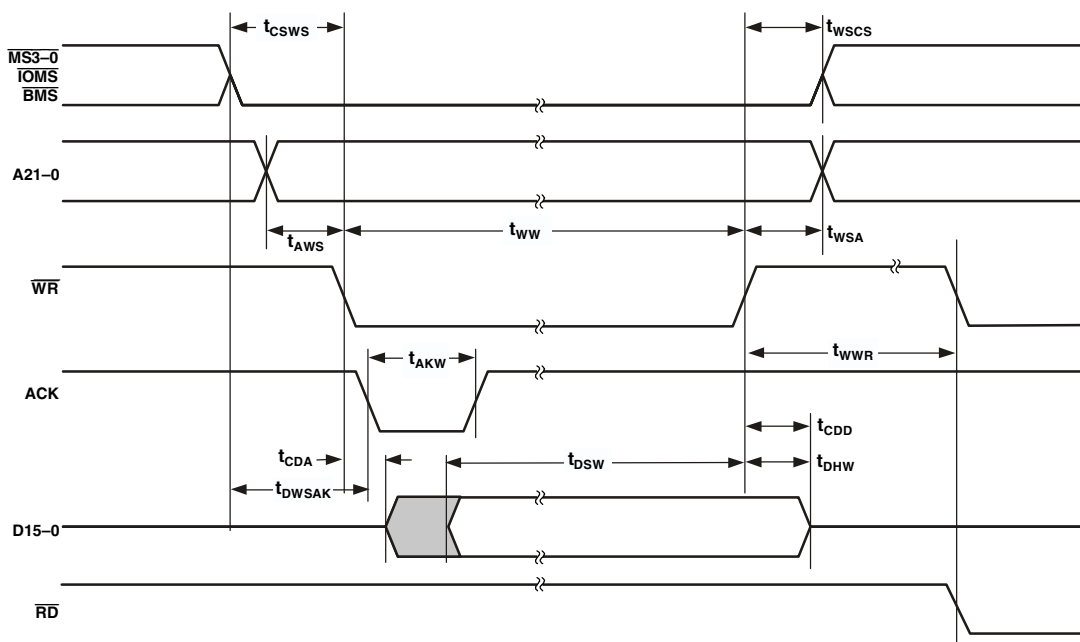 tCSWS
tWSCS
MS3–0
IOMS
BMS
A21–0
tAWS
tWW
tWSA
WR
tAKW
tWWR
ACK
tCDD
tCDA
tDSW
tDHW
tDWSAK
D15–0
RD